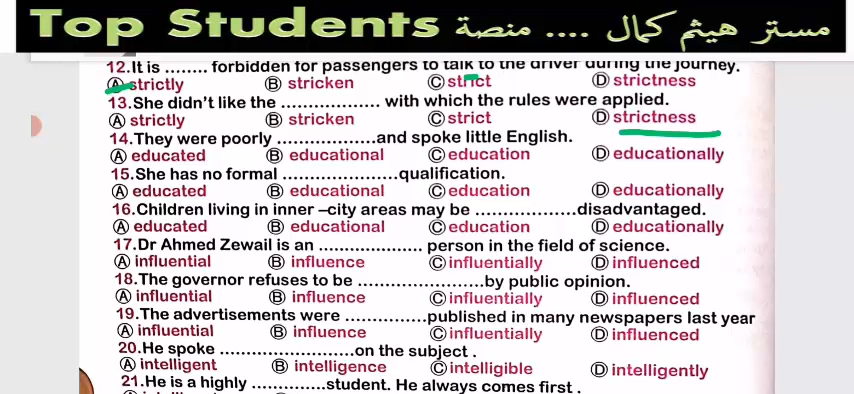 Top Students مستر هيثم كمال .... منصة
12.It is ........ forbidden for passengers to talk to the driver during the journey.
Ⓐ strictly Ⓑ stricken Ⓒ strict Ⓓ strictness
13.She didn't like the .................. with which the rules were applied.
Ⓐ strictly Ⓑ stricken Ⓒ strict Ⓓ strictness
14.They were poorly ..................and spoke little English.
Ⓐ educated Ⓑ educational Ⓒ education Ⓓ educationally
15.She has no formal .....................qualification.
Ⓐ educated Ⓑ educational Ⓒ education Ⓓ educationally
16.Children living in inner –city areas may be ..................disadvantaged.
Ⓐ educated Ⓑ educational Ⓒ education Ⓓ educationally
17.Dr Ahmed Zewail is an ................... person in the field of science.
Ⓐ influential Ⓑ influence Ⓒ influentially Ⓓ influenced
18.The governor refuses to be .......................by public opinion.
Ⓐ influential Ⓑ influence Ⓒ influentially Ⓓ influenced
19.The advertisements were ...............published in many newspapers last year
Ⓐ influential Ⓑ influence Ⓒ influentially Ⓓ influenced
20.He spoke .........................on the subject .
Ⓐ intelligent Ⓑ intelligence Ⓒ intelligible Ⓓ intelligently
21.He is a highly .............student. He always comes first .